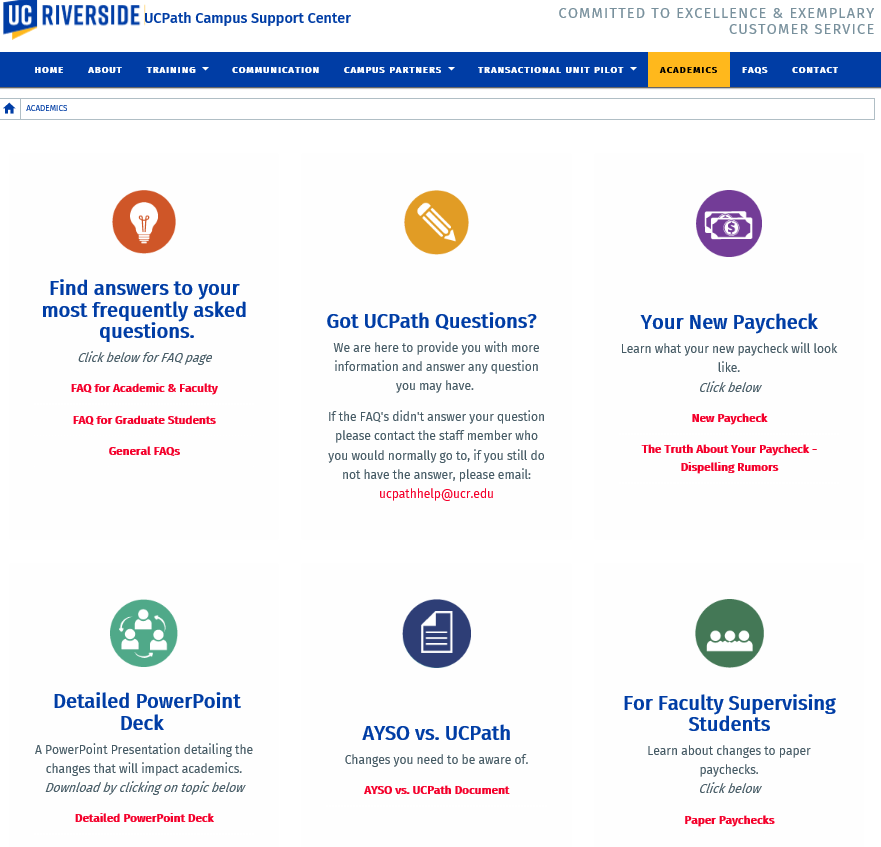 UC RIVERSIDE UCPath Campus Support Center
COMMITTED TO EXCELLENCE & EXEMPLARY
CUSTOMER SERVICE
HOME ABOUT TRAINING COMMUNICATION CAMPUS PARTNERS TRANSACTIONAL UNIT PILOT ACADEMICS FAQS CONTACT
ACADEMICS
Find answers to your
most frequently asked
questions.
Click below for FAQ page
FAQ for Academic & Faculty
FAQ for Graduate Students
General FAQs
Got UCPath Questions?
We are here to provide you with more
information and answer any question
you may have.
If the FAQ's didn't answer your question
please contact the staff member who
you would normally go to, if you still do
not have the answer, please email:
ucpathhelp@ucr.edu
$
Your New Paycheck
Learn what your new paycheck will look
like.
Click below
New Paycheck
The Truth About Your Paycheck -
Dispelling Rumors
Detailed PowerPoint
Deck
A PowerPoint Presentation detailing the
changes that will impact academics.
Download by clicking on topic below
Detailed PowerPoint Deck
AYSO vs. UCPath
Changes you need to be aware of.
AYSO vs. UCPath Document
For Faculty Supervising
Students
Learn about changes to paper
paychecks.
Click below
Paper Paychecks